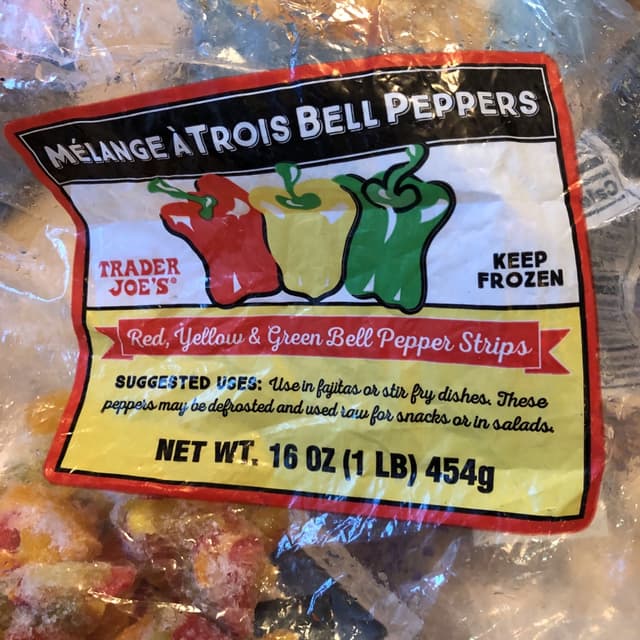 MÉLANGE À TROIS BELL PEPPERS
TRADER
JOE'S®
KEEP
FROZEN
Red, Yellow & Green Bell Pepper Strips
SUGGESTED USES: Use in fajitas or stir fry dishes. These
peppers may be defrosted and used raw for snacks or in salads.
NET WT. 16 OZ (1 LB) 454g